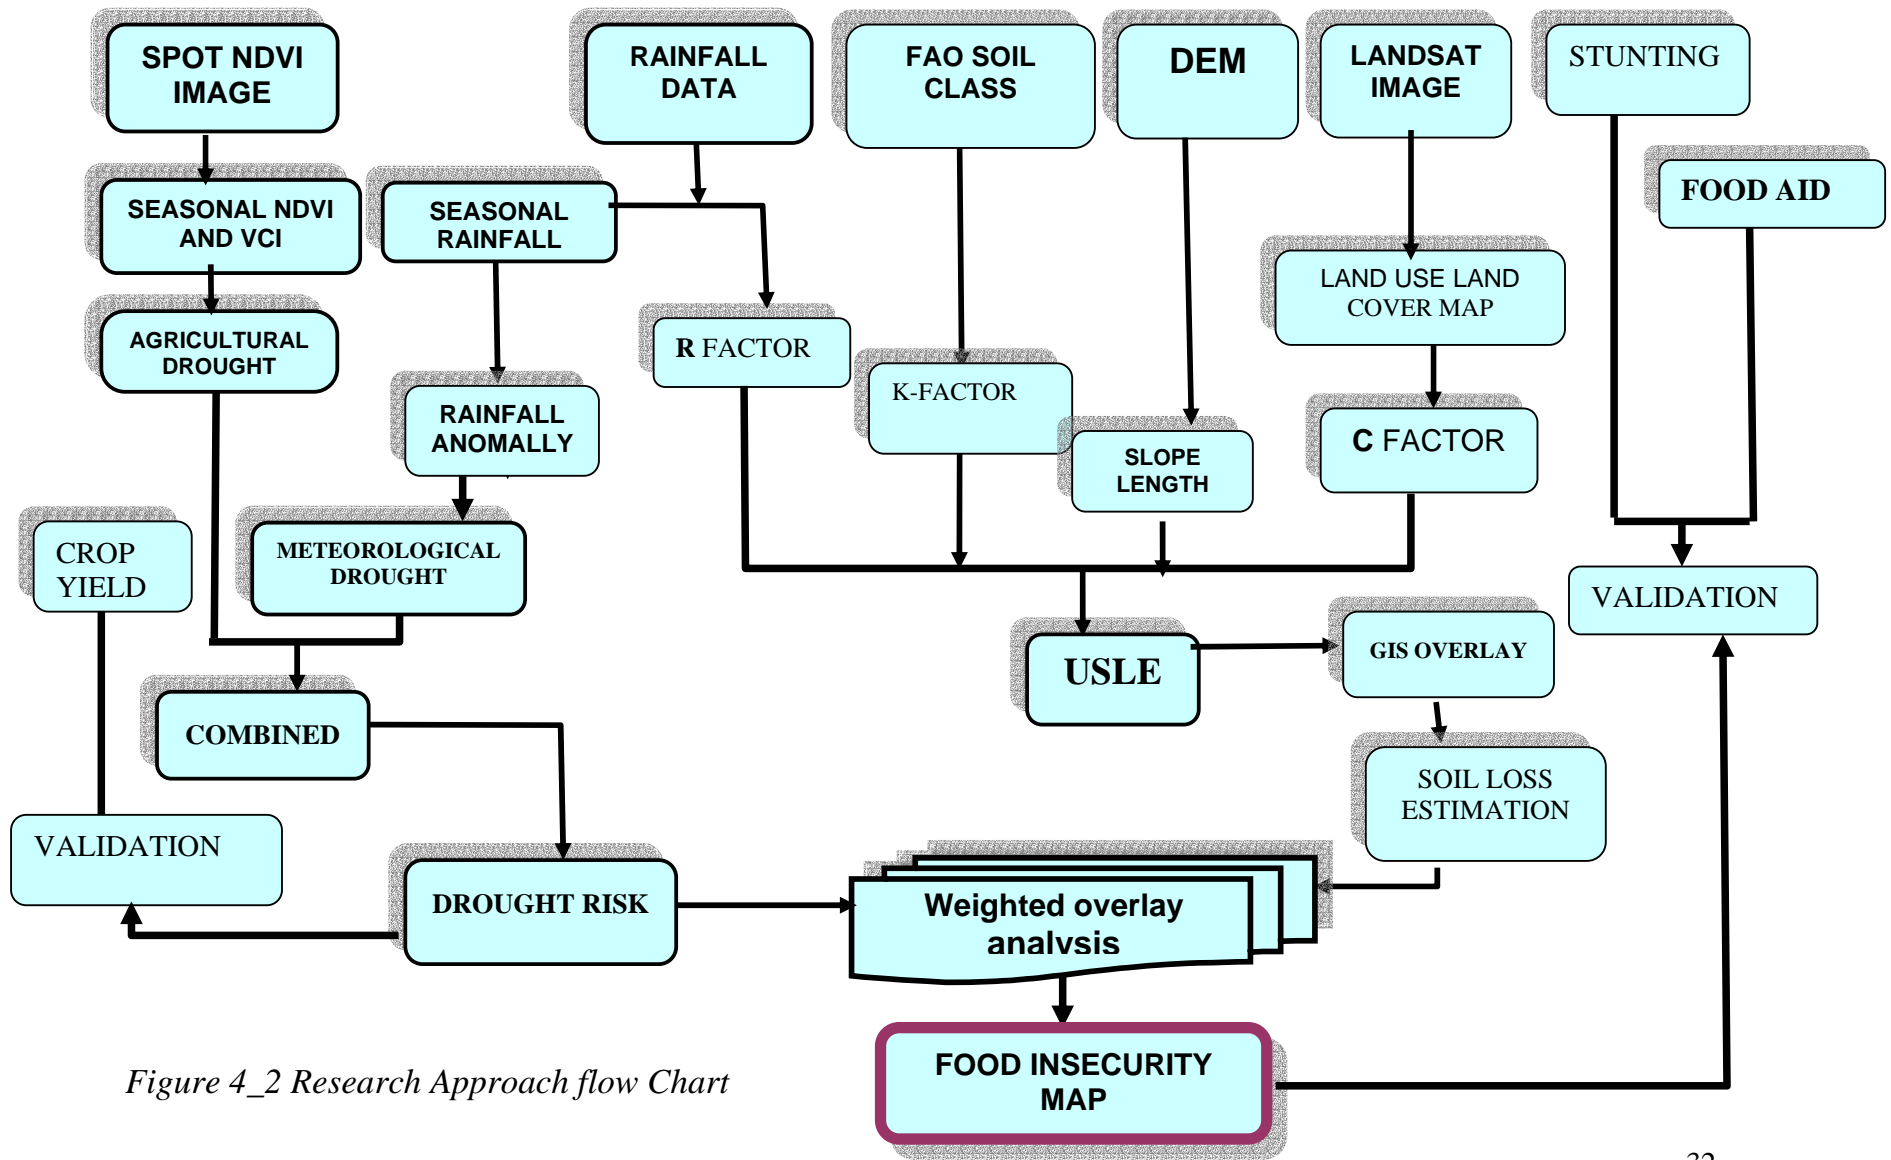 SPOT NDVI
IMAGE
RAINFALL
DATA
FAO SOIL
CLASS
DEM
LANDSAT
IMAGE
STUNTING
FOOD AID
SEASONAL NDVI
AND VCI
SEASONAL
RAINFALL
LAND USE LAND
COVER MAP
AGRICULTURAL
DROUGHT
R FACTOR
K-FACTOR
RAINFALL
ANOMALLY
SLOPE
LENGTH
C FACTOR
CROP
YIELD
METEOROLOGICAL
DROUGHT
VALIDATION
USLE
GIS OVERLAY
COMBINED
SOIL LOSS
ESTIMATION
VALIDATION
DROUGHT RISK
Weighted overlay
analysis
FOOD INSECURITY
MAP
Figure 4_2 Research Approach flow Chart
32